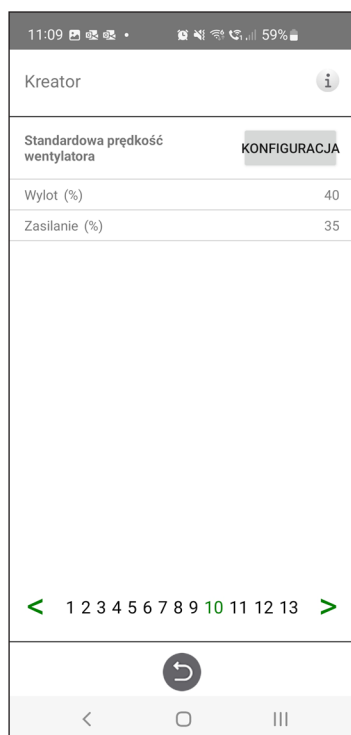 11:09 59%
Kreator i
Standardowa prędkość
wentylatora
KONFIGURACJA
Wylot (%) 40
Zasilanie (%) 35
< 1 2 3 4 5 6 7 8 9 10 11 12 13 >